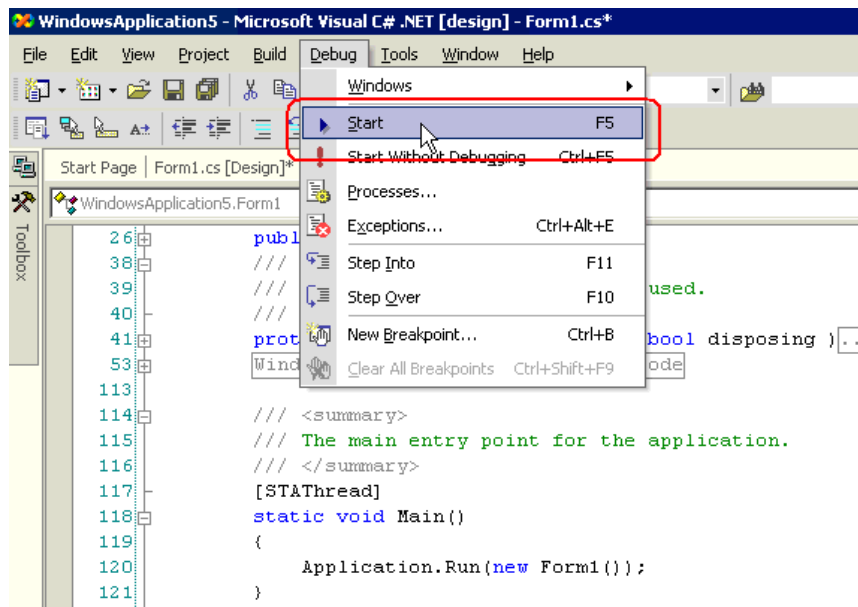 WindowsApplication5 - Microsoft Visual C# .NET [design] - Form1.cs*
File Edit View Project Build Debug Tools Window Help
Windows
Start F5
Start Without Debugging Ctrl+F5
Start Page Form1.cs [Design]*
Processes...
WindowsApplication5.Form1
Exceptions... Ctrl+Alt+E
Toolbox
26 publ
38 ///
Step Into F11
39 /// used.
Step Over F10
40 ///
New Breakpoint... Ctrl+B
41 prot bool disposing )..
53 Wind ode
Clear All Breakpoints Ctrl+Shift+F9
113
114 /// <summary>
115 /// The main entry point for the application.
116 /// </summary>
117 [STAThread]
118 static void Main()
119 {
120 Application.Run(new Form1());
121 }